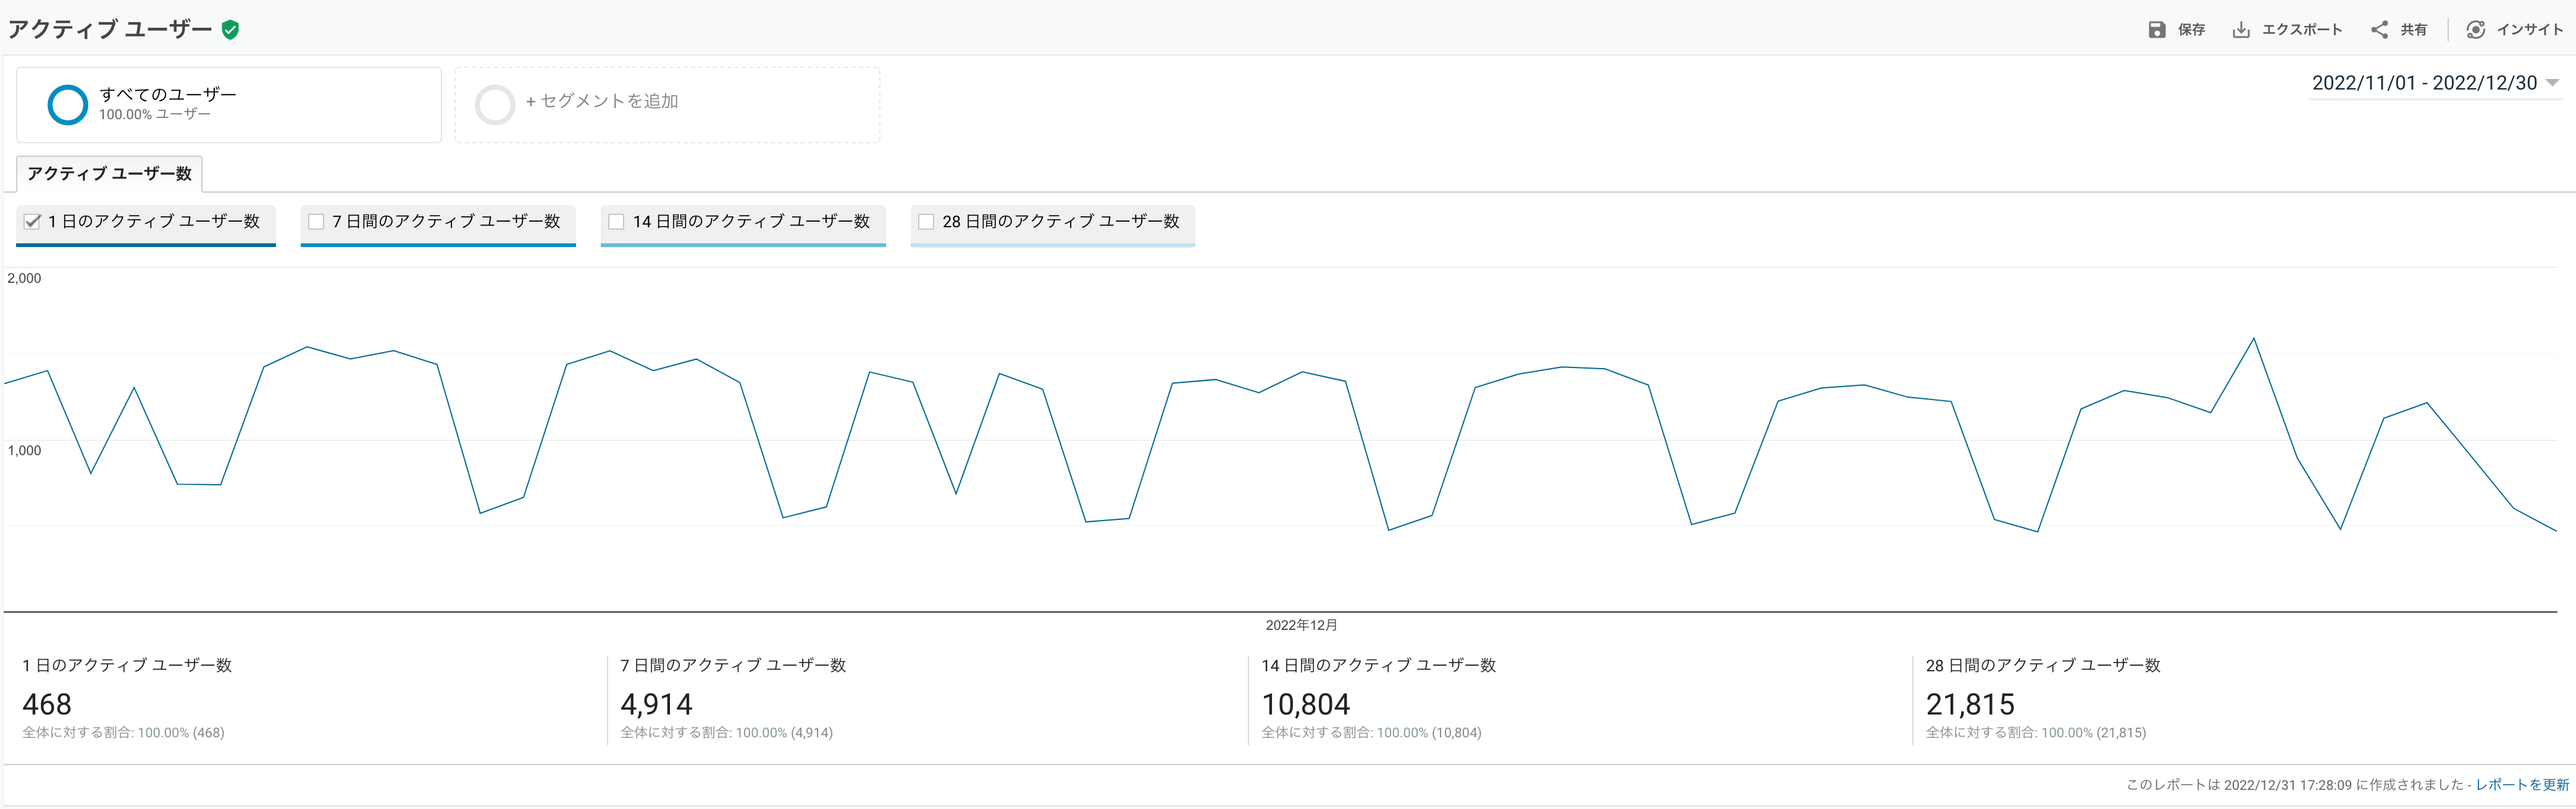 アクティブ ユーザー
保存
エクスポート
共有
インサイト
すべてのユーザー
100.00% ユーザー
+ セグメントを追加
2022/11/01 - 2022/12/30
アクティブ ユーザー数
1 日のアクティブ ユーザー数
7 日間のアクティブ ユーザー数
14 日間のアクティブ ユーザー数
28 日間のアクティブ ユーザー数
2,000
1,000
2022年12月
1 日のアクティブ ユーザー数
468
全体に対する割合: 100.00% (468)
7 日間のアクティブ ユーザー数
4,914
全体に対する割合: 100.00% (4,914)
14 日間のアクティブ ユーザー数
10,804
全体に対する割合: 100.00% (10,804)
28 日間のアクティブ ユーザー数
21,815
全体に対する割合: 100.00% (21,815)
このレポートは 2022/12/31 17:28:09 に作成されました - レポートを更新